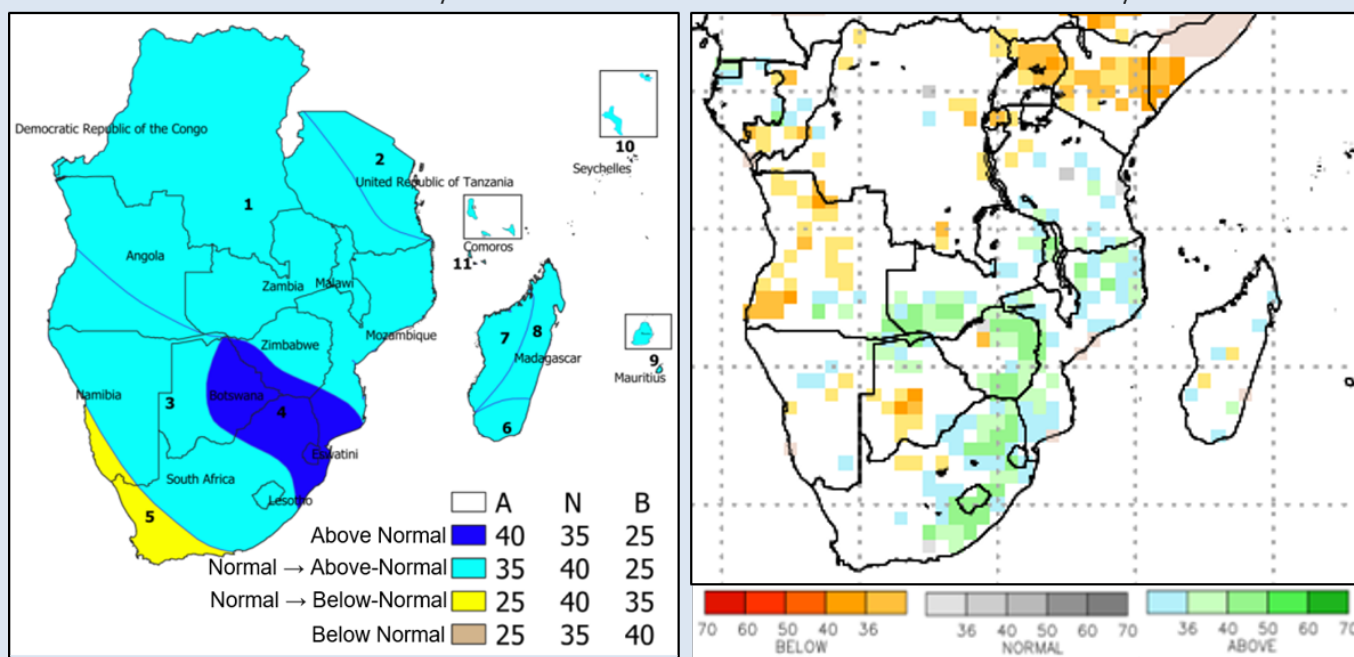 Democratic Republic of the Congo
10
Seychelles
2
United Republic of Tanzania
1
Comoros
11
Angola
Zambia
Malawi
7
8
Mozambique
Zimbabwe
Madagascar
9
Mauritius
Namibia
3
Botswana
4
6
Eswatini
South Africa
Lesotho
5
A N B
Above Normal 40 35 25
Normal → Above-Normal 35 40 25
Normal → Below-Normal 25 40 35
Below Normal 25 35 40
70 60 50 40 36
BELOW
36 40 50 60 70
NORMAL
36 40 50 60 70
ABOVE